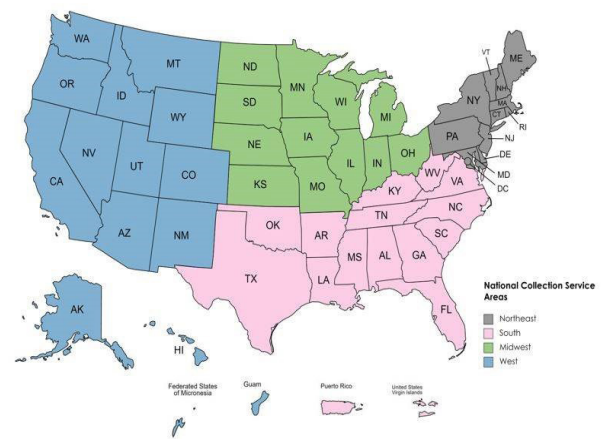 WA
OR
CA
NV
ID
MT
WY
UT
CO
AZ
NM
AK
HI
ND
SD
NE
KS
MN
IA
MO
WI
IL
IN
MI
OH
OK
TX
AR
LA
MS
AL
GA
FL
TN
KY
WV
VA
NC
SC
PA
NY
VT
ME
NH
MA
CT
RI
NJ
DE
MD
DC
National Collection Service
Areas
Northeast
South
Midwest
West
Federated States
of Micronesia
Guam
Puerto Rico
United States
Virgin Islands